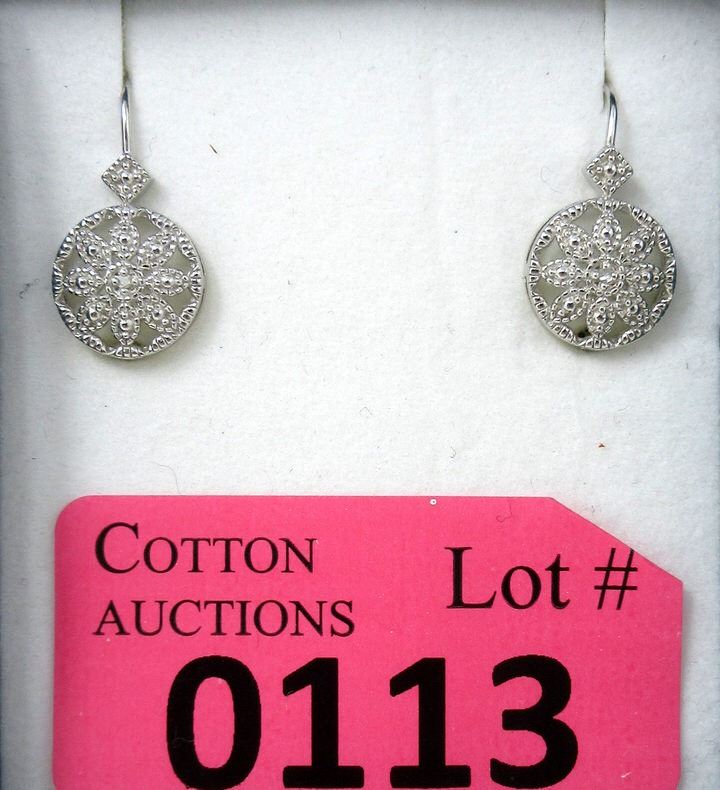 COTTON
AUCTIONS
Lot #
0113